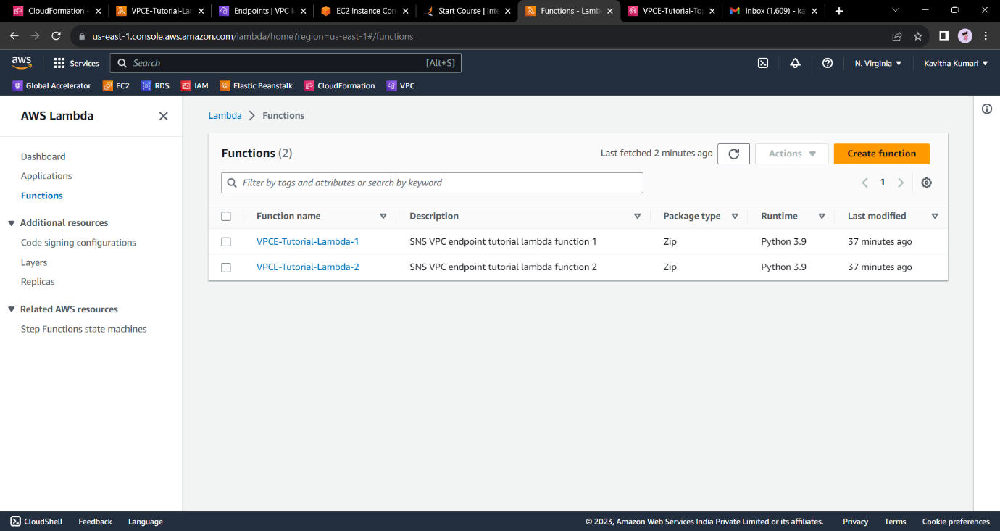 CloudFormation -
VPCE-Tutorial-La
Endpoints | VPC M
EC2 Instance Con
Start Course | Inte
Functions - Lamb
VPCE-Tutorial-To
Inbox (1,609) - ka
us-east-1.console.aws.amazon.com/lambda/home?region=us-east-1#/functions
aws
Services
Search
[Alt+S]
N. Virginia
Kavitha Kumari
Global Accelerator
EC2
RDS
IAM
Elastic Beanstalk
CloudFormation
VPC
AWS Lambda
Dashboard
Applications
Functions
Additional resources
Code signing configurations
Layers
Replicas
Related AWS resources
Step Functions state machines
Lambda > Functions
Functions (2)
Last fetched 2 minutes ago
Actions
Create function
Filter by tags and attributes or search by keyword
1
Function name Description Package type Runtime Last modified
VPCE-Tutorial-Lambda-1 SNS VPC endpoint tutorial lambda function 1 Zip Python 3.9 37 minutes ago
VPCE-Tutorial-Lambda-2 SNS VPC endpoint tutorial lambda function 2 Zip Python 3.9 37 minutes ago
CloudShell
Feedback
Language
© 2023, Amazon Web Services India Private Limited or its affiliates.
Privacy
Terms
Cookie preferences